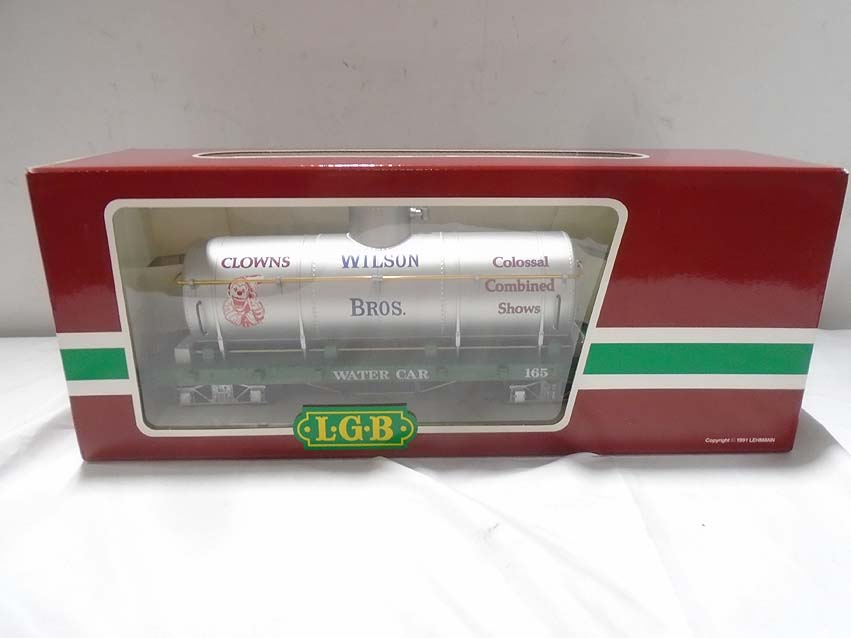 CLOWNS WILSON Colossal
BROS. Combined
Shows
WATER CAR 165
L·G·B
Copyright © 1991 LEHMANN